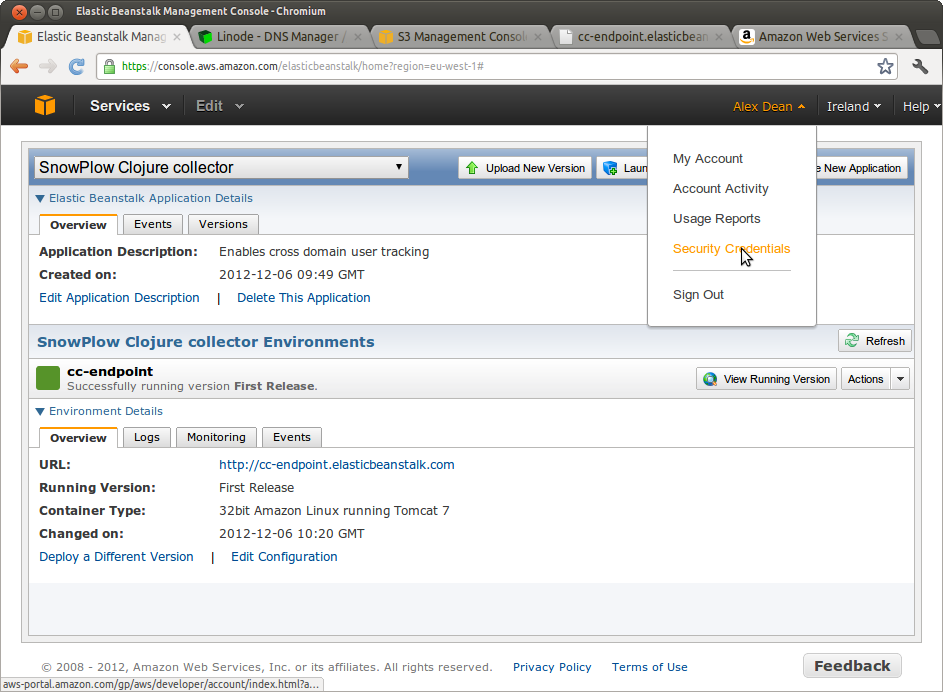 Elastic Beanstalk Management Console - Chromium
Elastic Beanstalk Manag
Linode - DNS Manager /
S3 Management Consol
cc-endpoint.elasticbean
Amazon Web Services S
https://console.aws.amazon.com/elasticbeanstalk/home?region=eu-west-1#
Services Edit Alex Dean Ireland Help
My Account
Account Activity
Usage Reports
Security Credentials
Sign Out
SnowPlow Clojure collector Upload New Version Laun e New Application
Elastic Beanstalk Application Details
Overview Events Versions
Application Description: Enables cross domain user tracking
Created on: 2012-12-06 09:49 GMT
Edit Application Description | Delete This Application
SnowPlow Clojure collector Environments Refresh
cc-endpoint
Successfully running version First Release.
View Running Version Actions
Environment Details
Overview Logs Monitoring Events
URL: http://cc-endpoint.elasticbeanstalk.com
Running Version: First Release
Container Type: 32bit Amazon Linux running Tomcat 7
Changed on: 2012-12-06 10:20 GMT
Deploy a Different Version | Edit Configuration
© 2008 - 2012, Amazon Web Services, Inc. or its affiliates. All rights reserved. Privacy Policy Terms of Use Feedback
aws-portal.amazon.com/gp/aws/developer/account/index.html?a...